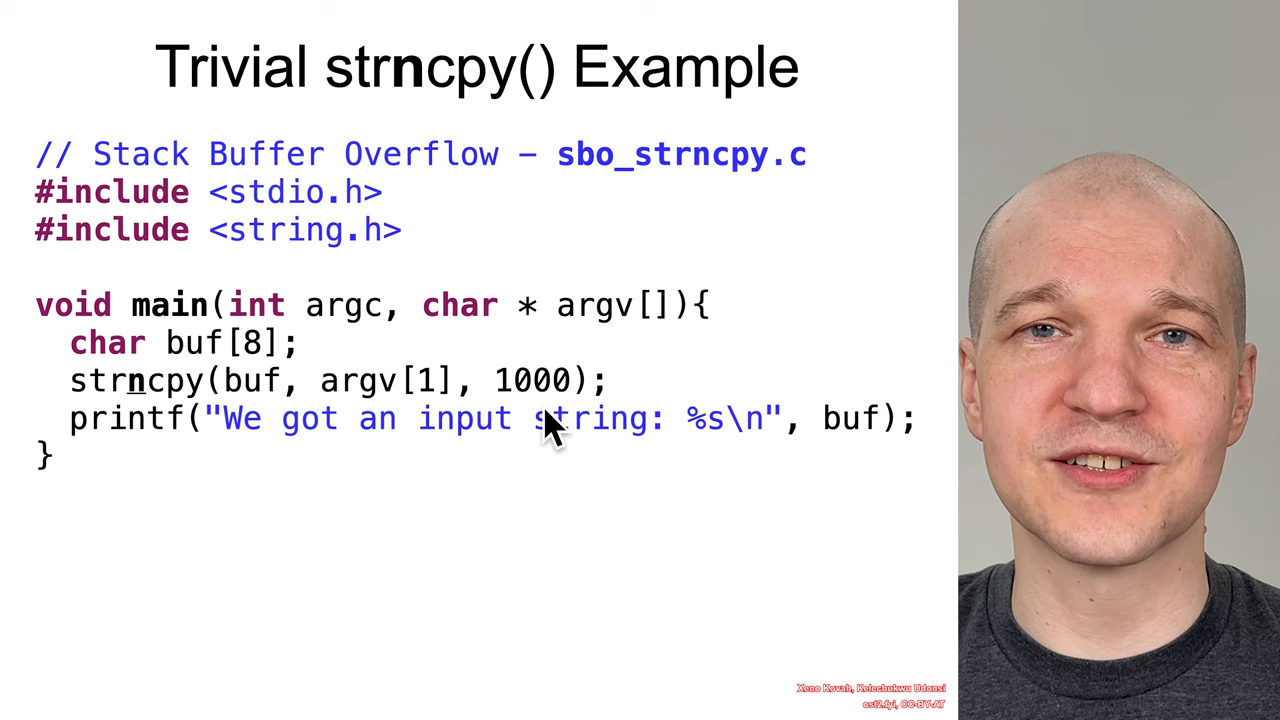 Trivial strncpy() Example
// Stack Buffer Overflow – sbo_strncpy.c
#include <stdio.h>
#include <string.h>
void main(int argc, char * argv[]){
char buf[8];
strncpy(buf, argv[1], 1000);
printf("We got an input string: %s\n", buf);
}
Xeno Kovah, Kelechukwu Udonsi
ost2.fyi, CC-BY-AT